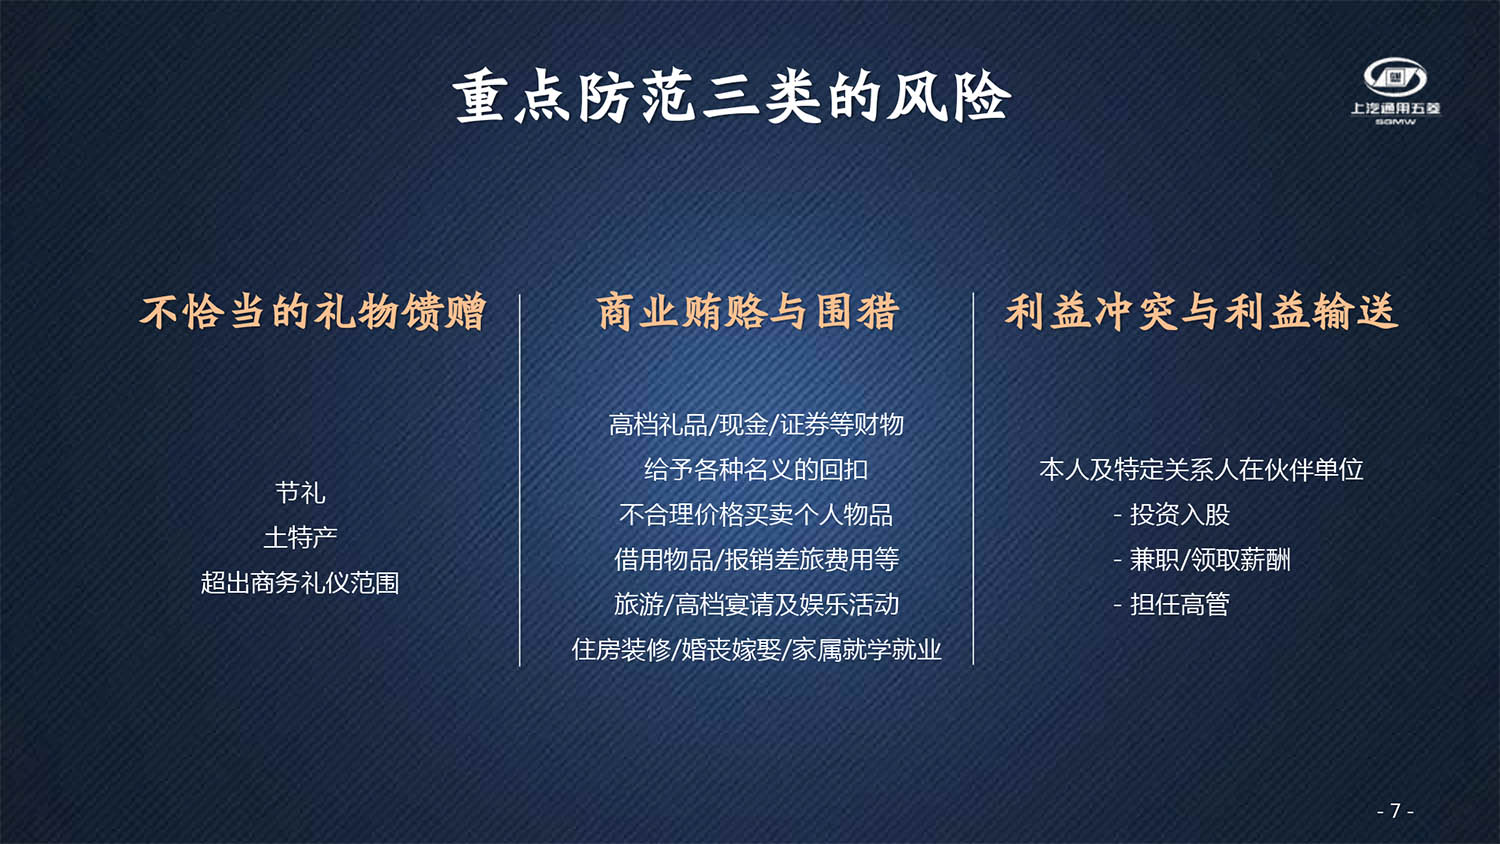 重点防范三类的风险
上汽通用五菱
SGMW
不恰当的礼物馈赠
节礼
土特产
超出商务礼仪范围
商业贿赂与围猎
高档礼品/现金/证券等财物
给予各种名义的回扣
不合理价格买卖个人物品
借用物品/报销差旅费用等
旅游/高档宴请及娱乐活动
住房装修/婚丧嫁娶/家属就学就业
利益冲突与利益输送
本人及特定关系人在伙伴单位
- 投资入股
- 兼职/领取薪酬
- 担任高管
- 7 -